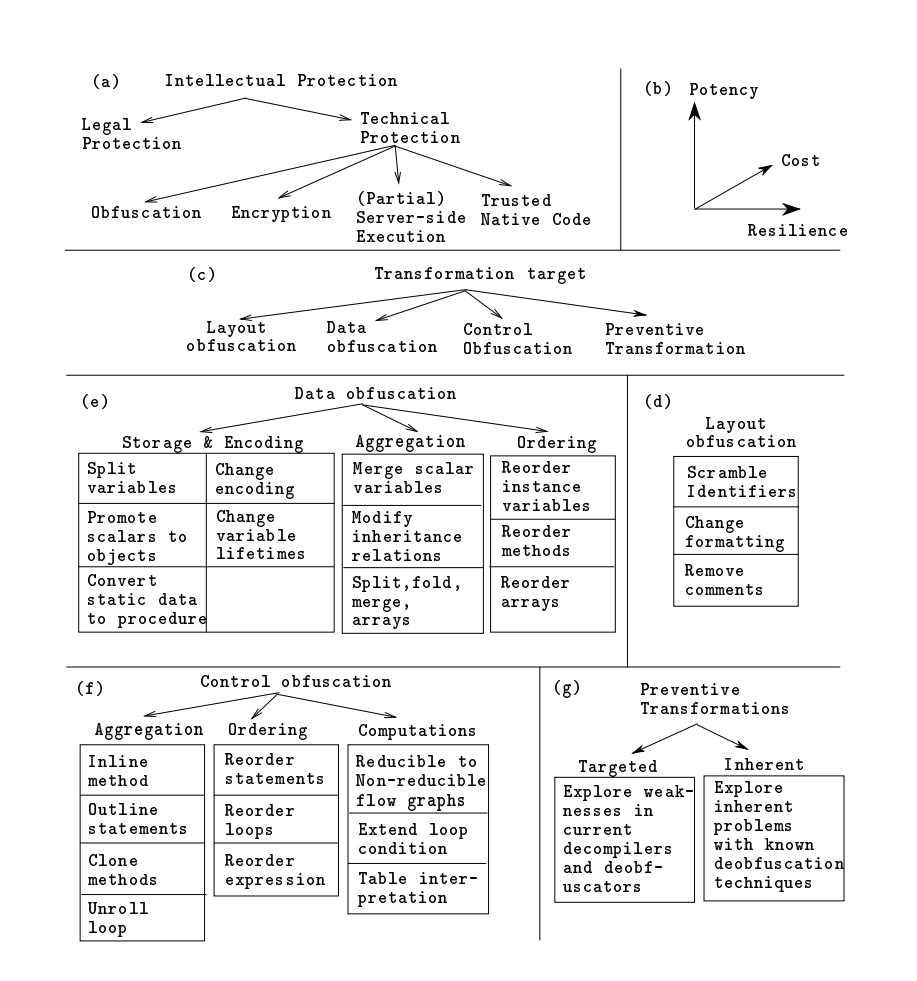 (a)
Intellectual Protection
Legal
Protection
Technical
Protection
Obfuscation
Encryption
(Partial)
Server-side
Execution
Trusted
Native Code
(b)
Potency
Cost
Resilience
(c)
Transformation target
Layout
obfuscation
Data
obfuscation
Control
Obfuscation
Preventive
Transformation
(e)
Data obfuscation
Storage & Encoding
Split
variables
Promote
scalars to
objects
Convert
static data
to procedure
Change
encoding
Change
variable
lifetimes
Aggregation
Merge scalar
variables
Modify
inheritance
relations
Split,fold,
merge,
arrays
Ordering
Reorder
instance
variables
Reorder
methods
Reorder
arrays
(d)
Layout
obfuscation
Scramble
Identifiers
Change
formatting
Remove
comments
(f)
Control obfuscation
Aggregation
Inline
method
Outline
statements
Clone
methods
Unroll
loop
Ordering
Reorder
statements
Reorder
loops
Reorder
expression
Computations
Reducible to
Non-reducible
flow graphs
Extend loop
condition
Table inter-
pretation
(g)
Preventive
Transformations
Targeted
Explore weak-
nesses in
current
decompilers
and deobf-
uscators
Inherent
Explore
inherent
problems
with known
deobfuscation
techniques